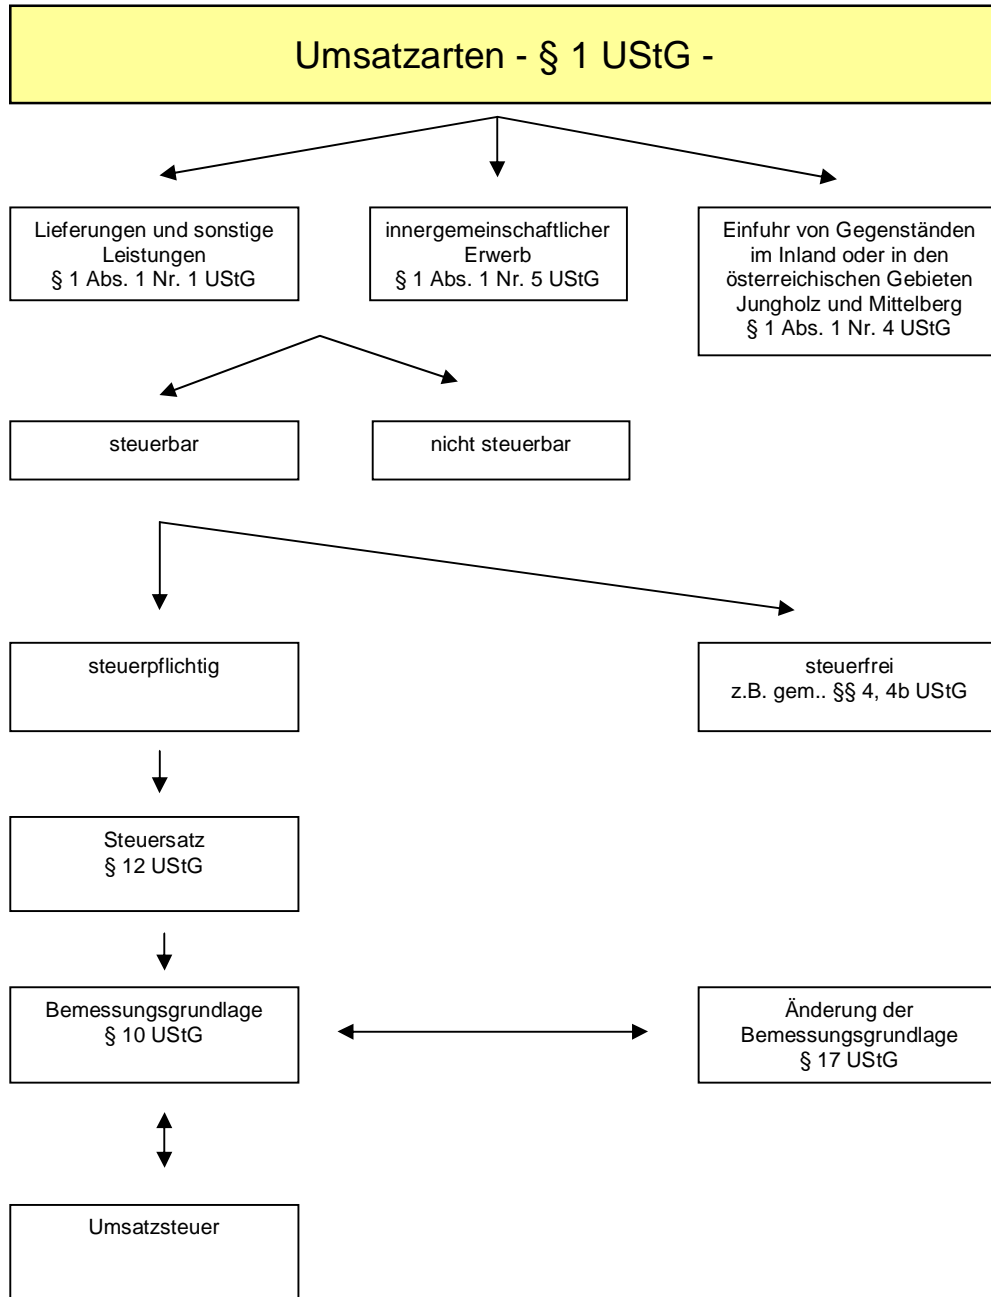 Umsatzarten - § 1 UStG -
Lieferungen und sonstige
Leistungen
§ 1 Abs. 1 Nr. 1 UStG
innergemeinschaftlicher
Erwerb
§ 1 Abs. 1 Nr. 5 UStG
Einfuhr von Gegenständen
im Inland oder in den
österreichischen Gebieten
Jungholz und Mittelberg
§ 1 Abs. 1 Nr. 4 UStG
steuerbar
nicht steuerbar
steuerpflichtig
steuerfrei
z.B. gem.. §§ 4, 4b UStG
Steuersatz
§ 12 UStG
Bemessungsgrundlage
§ 10 UStG
Änderung der
Bemessungsgrundlage
§ 17 UStG
Umsatzsteuer